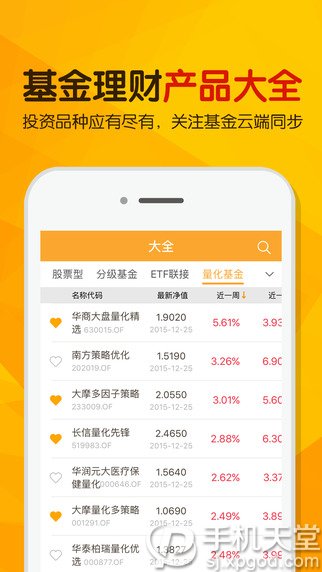 基金理财产品大全
投资品种应有尽有，关注基金云端同步
大全
股票型 分级基金 ETF联接 量化基金
名称代码 最新净值 近一周 近一
华商大盘量化精选 630015.OF 1.9020 2015-12-25 5.61% 3.93
南方策略优化 202019.OF 1.5190 2015-12-25 3.26% 6.90
大摩多因子策略 233009.OF 2.0550 2015-12-25 3.01% 5.60
长信量化先锋 519983.OF 2.4650 2015-12-25 2.88% 6.30
华润元大医疗保健量化 000646.OF 1.5640 2015-12-25 2.62% 3.37
大摩量化多策略 001291.OF 1.0690 2015-12-25 2.49%
华泰柏瑞量化优 000877.OF 1.3827 2.48% 3.99
手机天堂
sj.xpgod.com